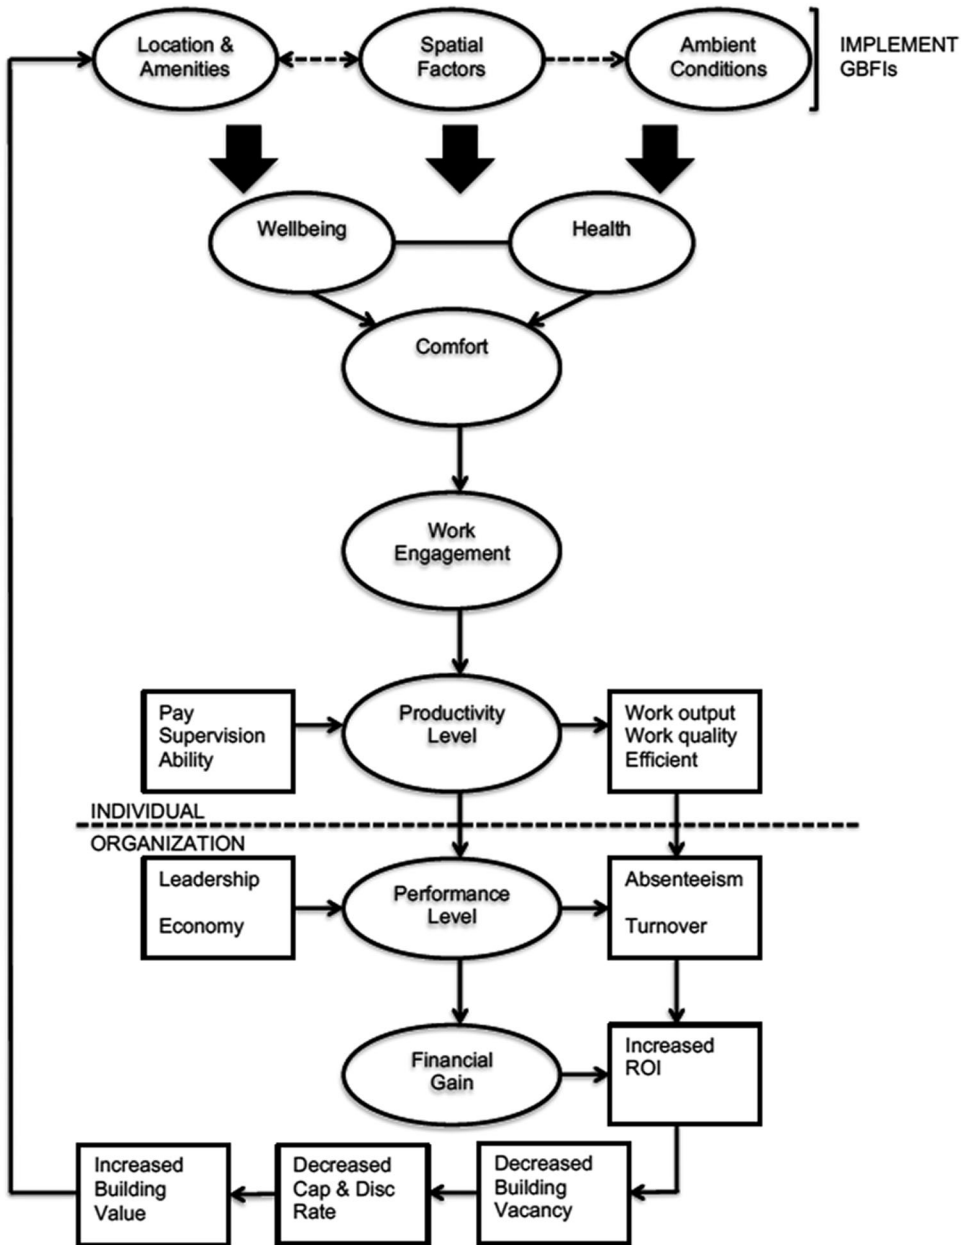 Location &
Amenities
Spatial
Factors
Ambient
Conditions
IMPLEMENT
GBFIs
Wellbeing
Health
Comfort
Work
Engagement
Pay
Supervision
Ability
Productivity
Level
Work output
Work quality
Efficient
INDIVIDUAL
ORGANIZATION
Leadership
Economy
Performance
Level
Absenteeism
Turnover
Financial
Gain
Increased
ROI
Increased
Building
Value
Decreased
Cap & Disc
Rate
Decreased
Building
Vacancy